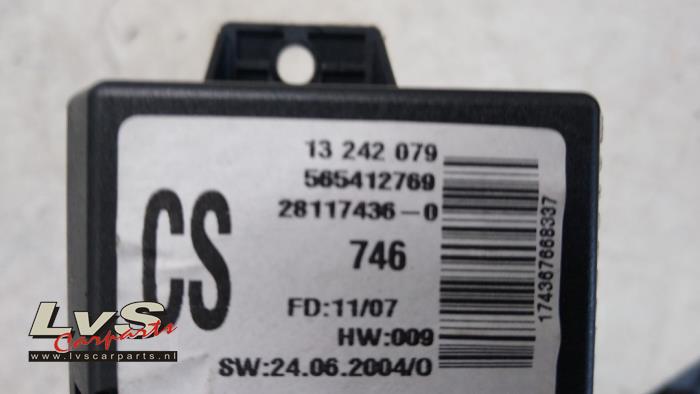 13 242 079
565412769
28117436-0
CS
746
FD:11/07
HW:009
SW:24.06.2004/0
174367668337
LvS
Carparts
www.lvscarparts.nl